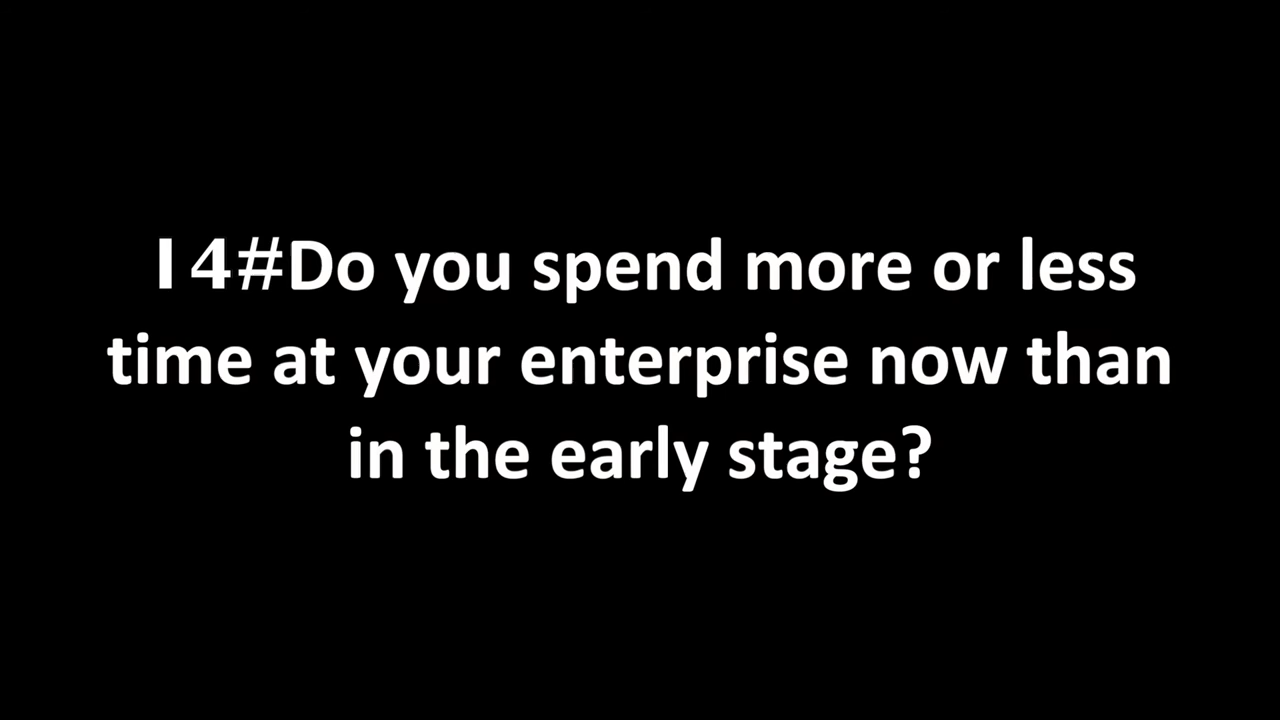 14#Do you spend more or less
time at your enterprise now than
in the early stage?